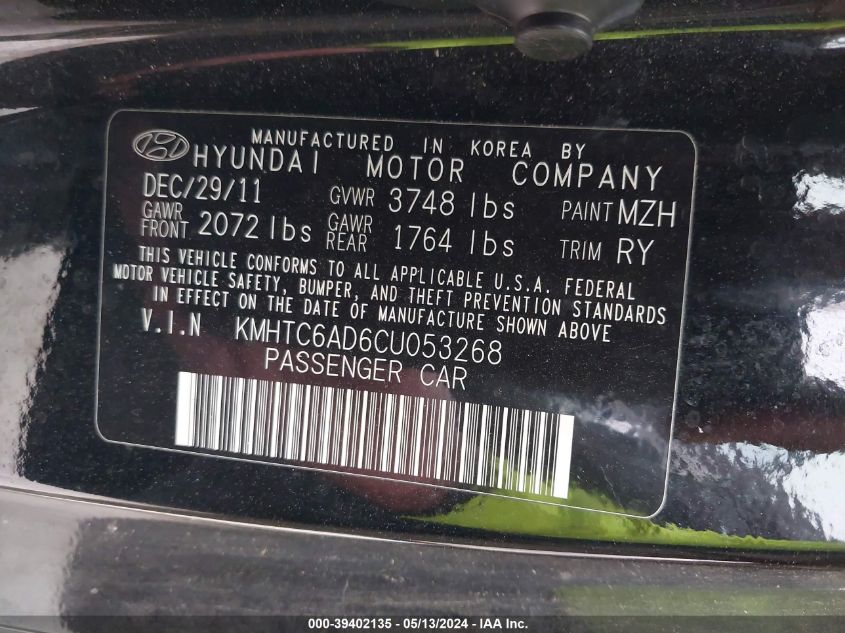 MANUFACTURED IN KOREA BY
HYUNDAI MOTOR COMPANY
DEC/29/11 GVWR 3748 lbs PAINT MZH
GAWR FRONT 2072 lbs GAWR REAR 1764 lbs TRIM RY
THIS VEHICLE CONFORMS TO ALL APPLICABLE U.S.A. FEDERAL
MOTOR VEHICLE SAFETY, BUMPER, AND THEFT PREVENTION STANDARDS
IN EFFECT ON THE DATE OF MANUFACTURE SHOWN ABOVE
V.I.N KMHTC6AD6CU053268
PASSENGER CAR
000-39402135 - 05/13/2024 - IAA Inc.